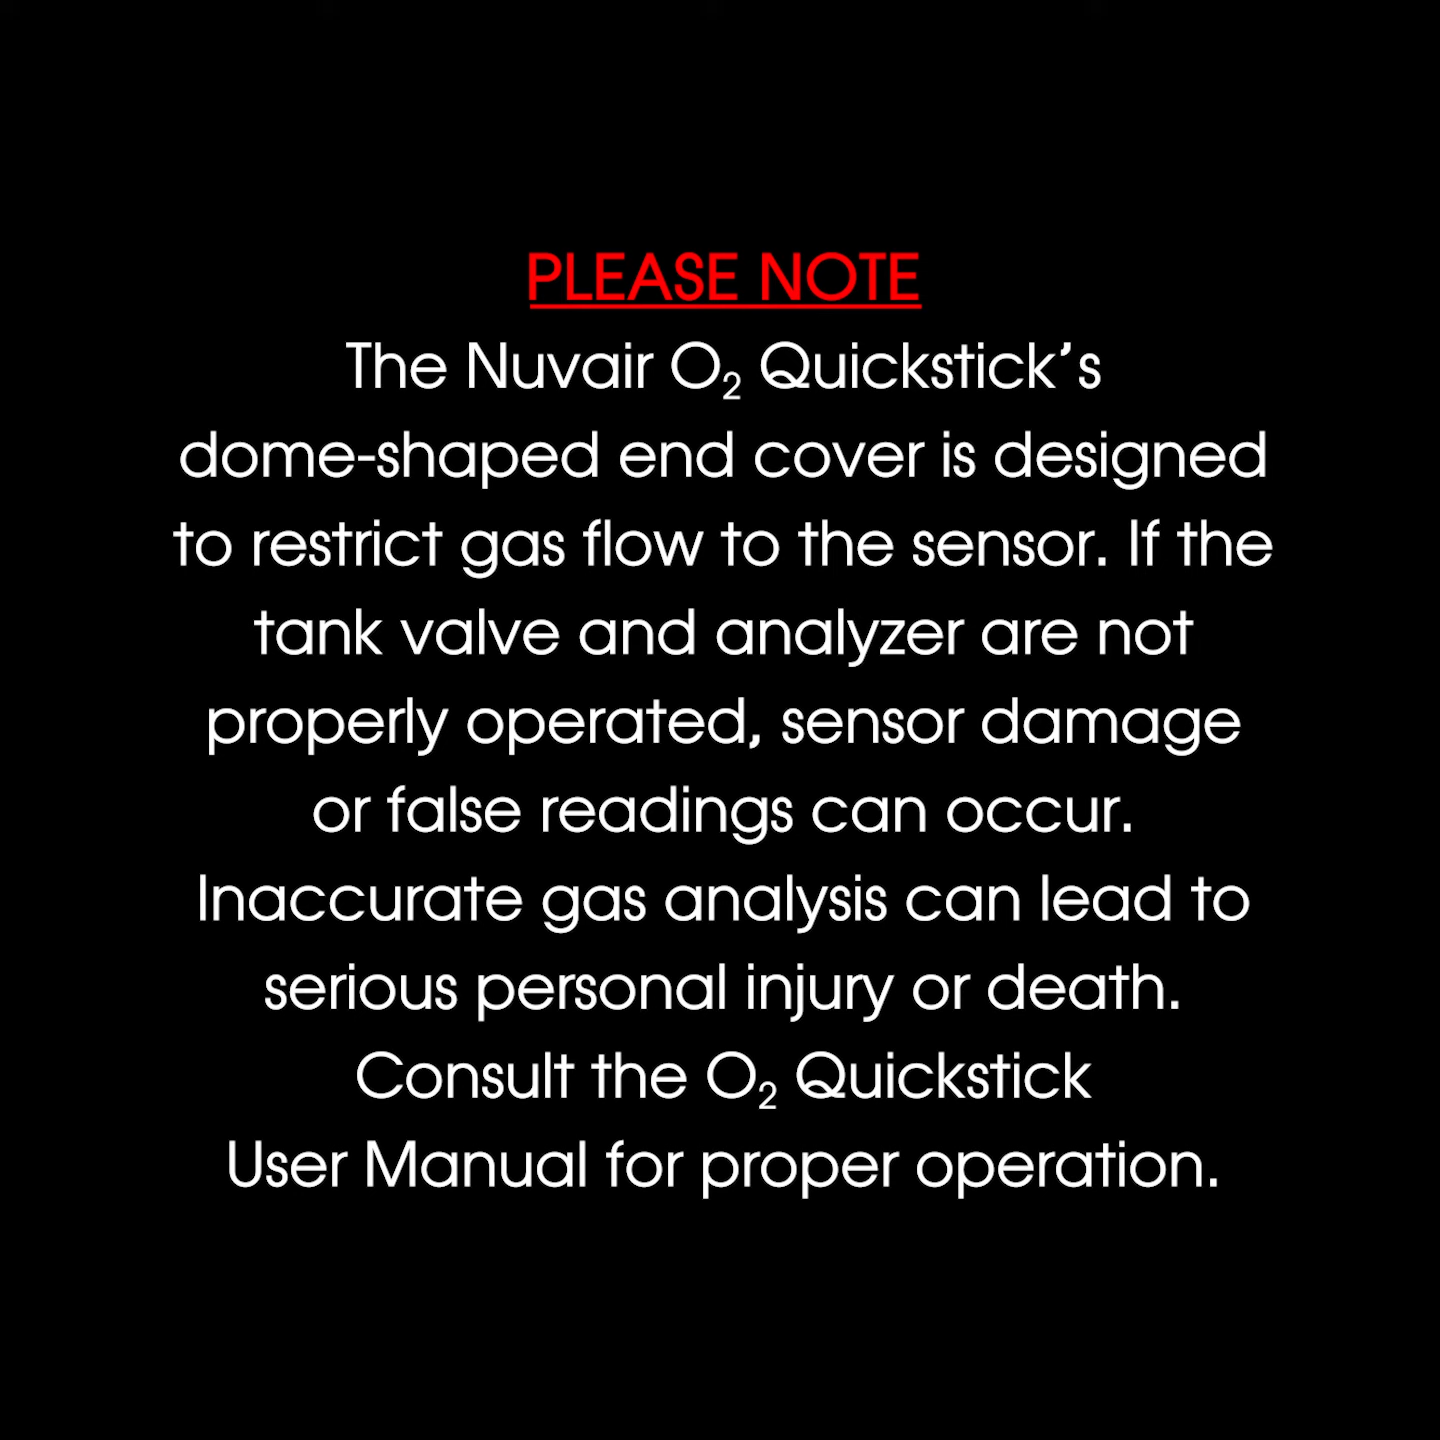 PLEASE NOTE
The Nuvair O₂ Quickstick’s
dome-shaped end cover is designed
to restrict gas flow to the sensor. If the
tank valve and analyzer are not
properly operated, sensor damage
or false readings can occur.
Inaccurate gas analysis can lead to
serious personal injury or death.
Consult the O₂ Quickstick
User Manual for proper operation.